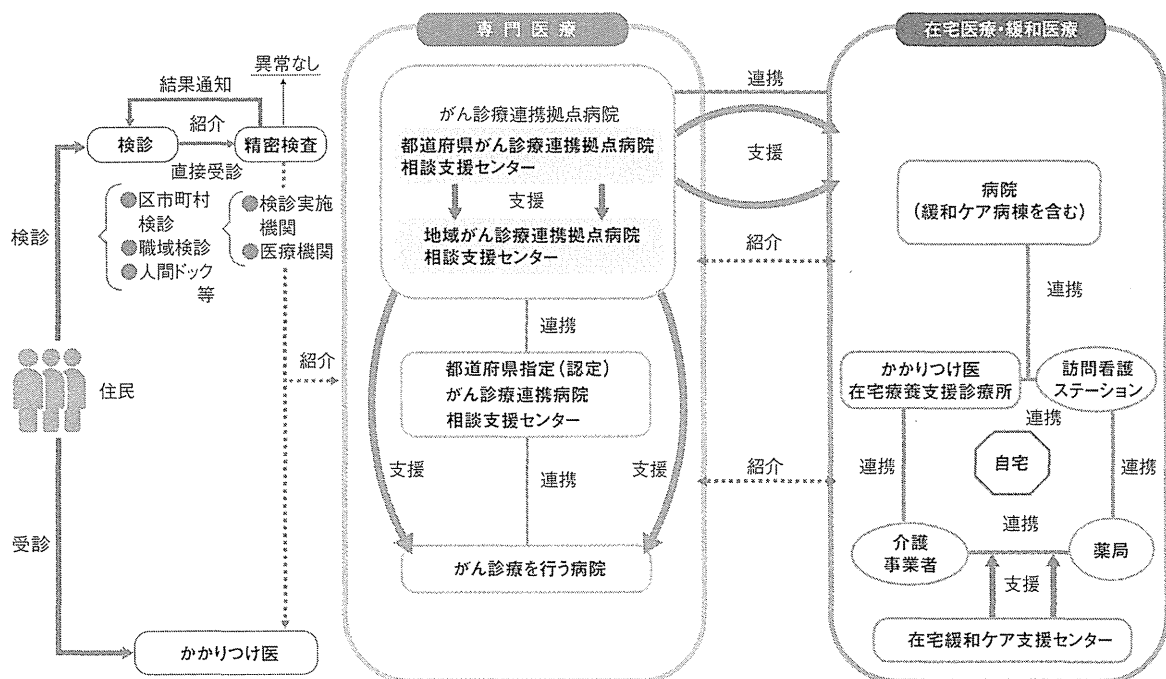 専門医療
在宅医療・緩和医療
異常なし
結果通知
検診
紹介
精密検査
直接受診
●区市町村
検診
●職域検診
●人間ドック
等
●検診実施
機関
●医療機関
検診
住民
受診
紹介
かかりつけ医
がん診療連携拠点病院
都道府県がん診療連携拠点病院
相談支援センター
支援
地域がん診療連携拠点病院
相談支援センター
連携
都道府県指定(認定)
がん診療連携病院
相談支援センター
支援
連携
支援
がん診療を行う病院
連携
支援
紹介
紹介
病院
(緩和ケア病棟を含む)
連携
かかりつけ医
在宅療養支援診療所
訪問看護
ステーション
連携
連携
自宅
連携
連携
介護
事業者
薬局
支援
在宅緩和ケア支援センター